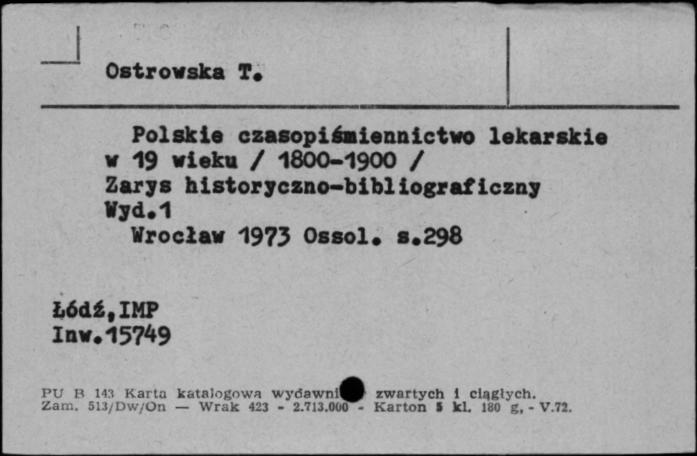 Ostrowska T.
Polskie czasopiśmiennictwo lekarskie
w 19 wieku / 1800-1900 /
Zarys historyczno-bibliograficzny
Wyd.1
Wrocław 1973 Ossol. s.298
Łódź,IMP
Inw.15749
PU B 143 Karta katalogowa wydawni zwartych i ciągłych.
Zam. 513/Dw/On — Wrak 423 - 2.713.000 - Karton 5 kl. 180 g, - V.72.